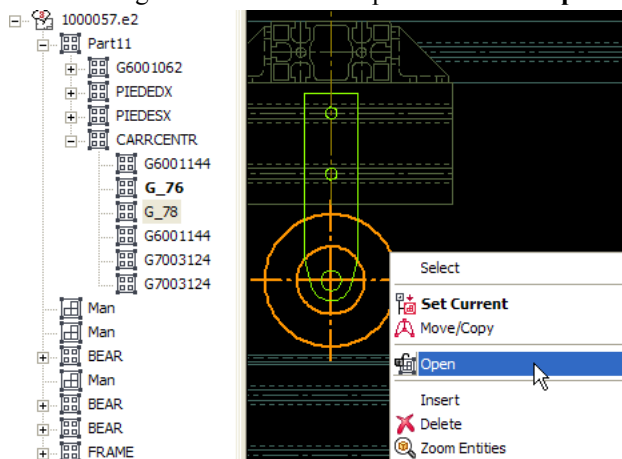 1000057.e2
Part11
G6001062
PIEDEDX
PIEDESX
CARRCENTR
G6001144
G_76
G_78
G6001144
G7003124
G7003124
Man
Man
BEAR
Man
BEAR
BEAR
FRAME
Select
Set Current
Move/Copy
Open
Insert
Delete
Zoom Entities